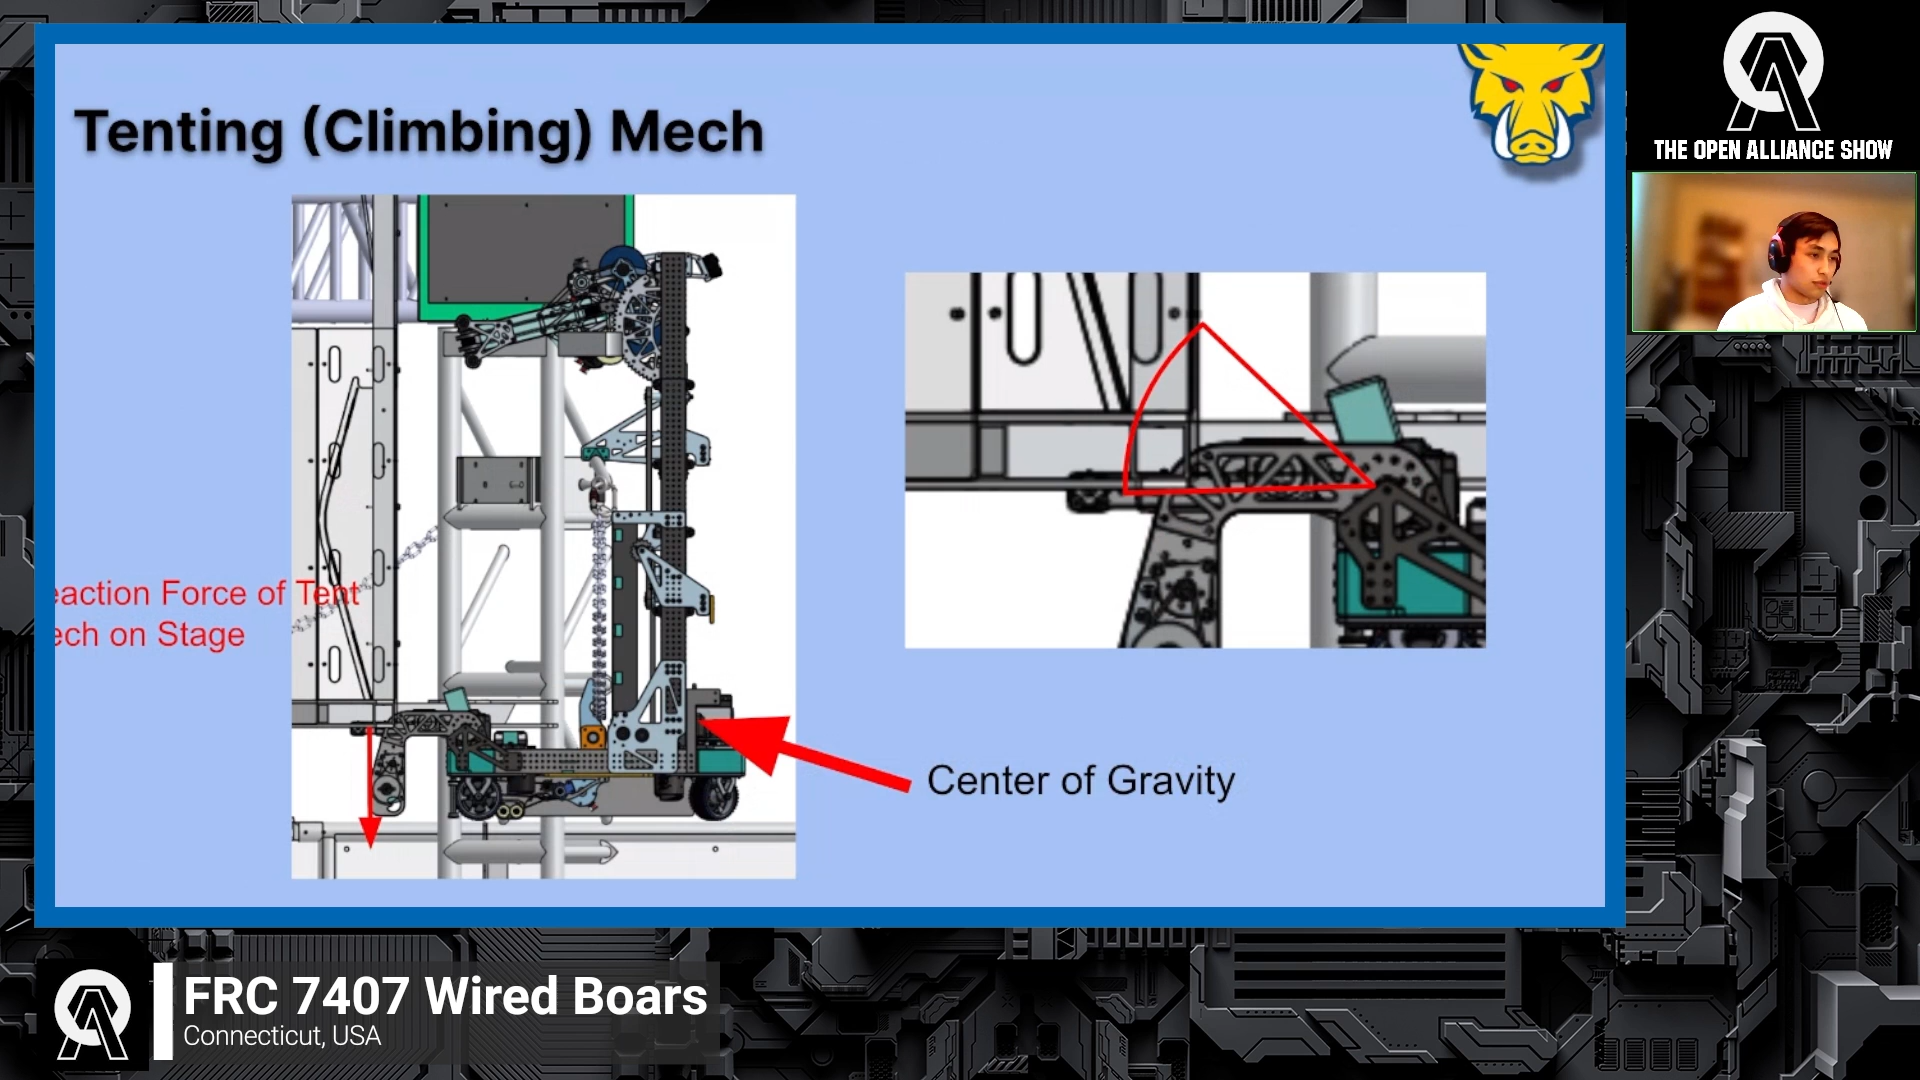 Tenting (Climbing) Mech
THE OPEN ALLIANCE SHOW
eaction Force of Tent
ech on Stage
Center of Gravity
FRC 7407 Wired Boars
Connecticut, USA